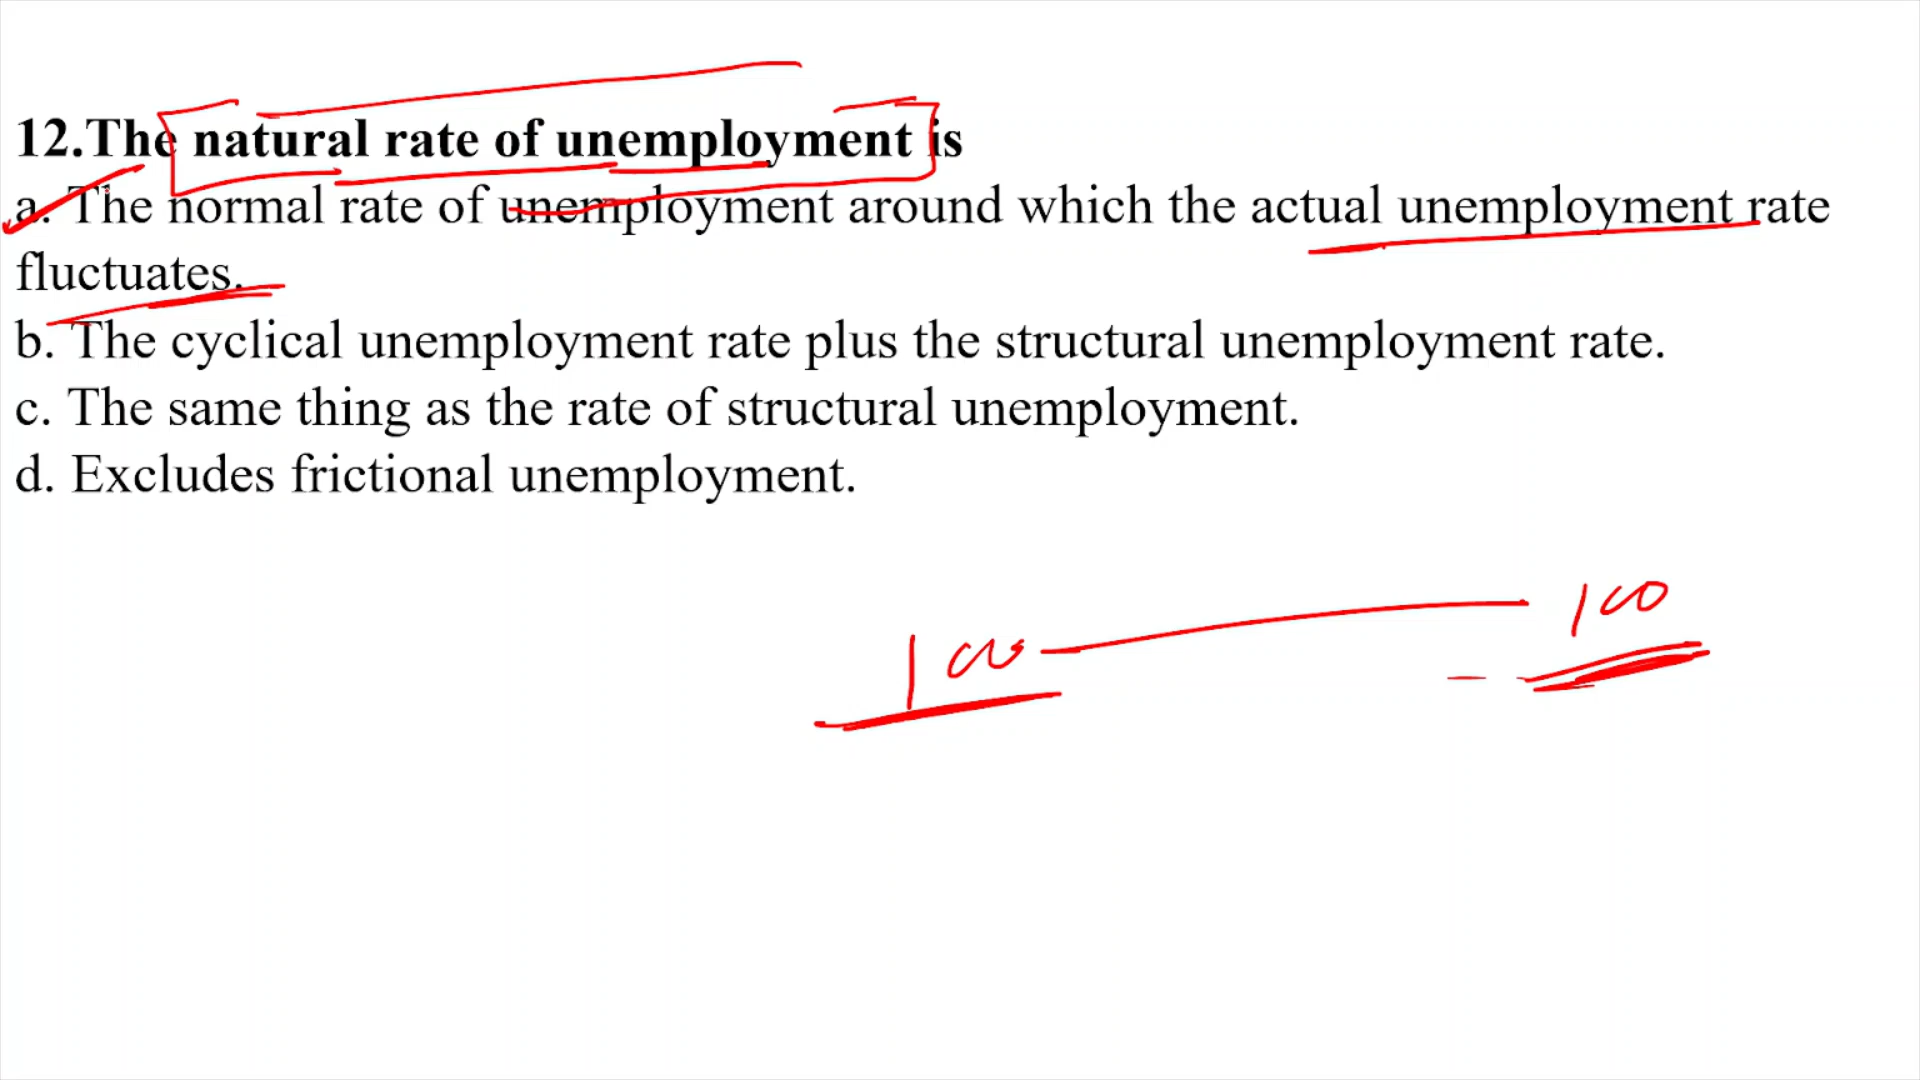 12.The natural rate of unemployment is
a. The normal rate of unemployment around which the actual unemployment rate
fluctuates.
b. The cyclical unemployment rate plus the structural unemployment rate.
c. The same thing as the rate of structural unemployment.
d. Excludes frictional unemployment.
100
100